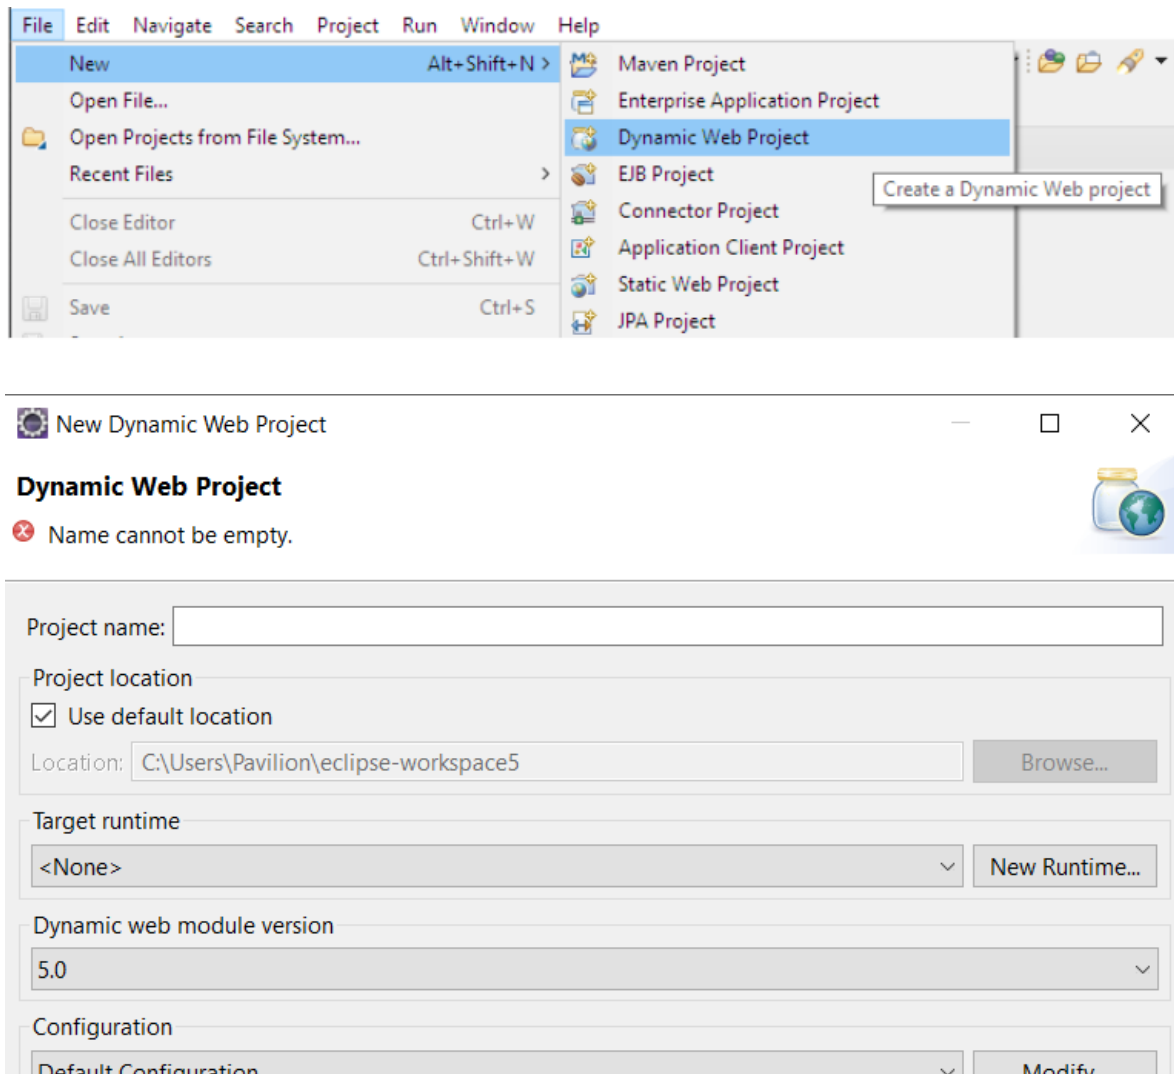 File Edit Navigate Search Project Run Window Help
New Alt+Shift+N > Maven Project
Open File... Enterprise Application Project
Open Projects from File System... Dynamic Web Project
Recent Files > EJB Project
Create a Dynamic Web project
Close Editor Ctrl+W Connector Project
Close All Editors Ctrl+Shift+W Application Client Project
Static Web Project
Save Ctrl+S JPA Project
New Dynamic Web Project
Dynamic Web Project
Name cannot be empty.
Project name:
Project location
Use default location
Location: C:\Users\Pavilion\eclipse-workspace5 Browse...
Target runtime
<None> New Runtime...
Dynamic web module version
5.0
Configuration
Default Configuration Modify...